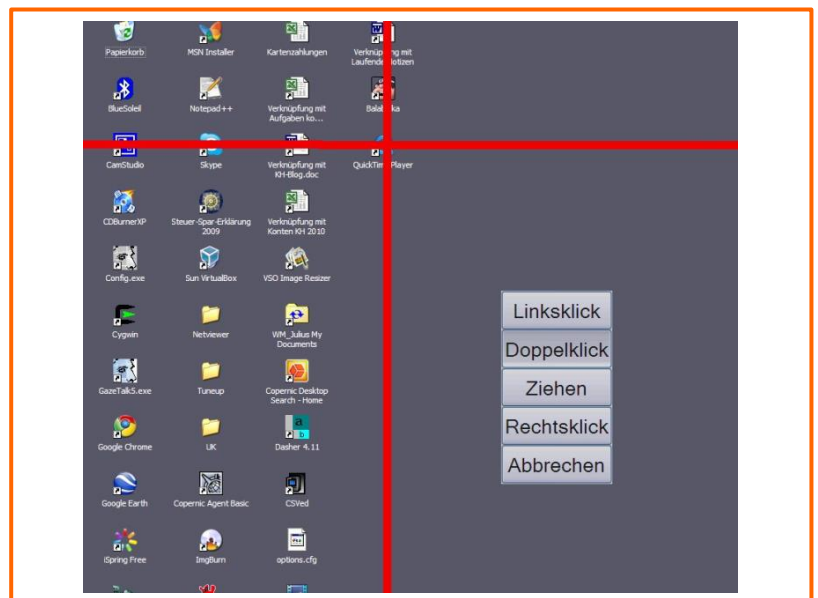 Papierkorb
MSN Installer
Kartenzahlungen
Verknüpfung mit
Laufende Notizen
BlueSoleil
Notepad++
Verknüpfung mit
Aufgaben ko...
CamStudio
Skype
Verknüpfung mit
KH-Blog.doc
QuickTime Player
CDBurnerXP
Steuer-Spar-Erklärung
2009
Verknüpfung mit
Konten KH 2010
Config.exe
Sun VirtualBox
VSO Image Resizer
Cygwin
Netviewer
WM_Julius My
Documents
GazeTalk5.exe
Tuneup
Copernic Desktop
Search - Home
Google Chrome
UK
Dasher 4.11
Google Earth
Copernic Agent Basic
CSVed
iSpring Free
ImgBurn
options.cfg
Linksklick
Doppelklick
Ziehen
Rechtsklick
Abbrechen